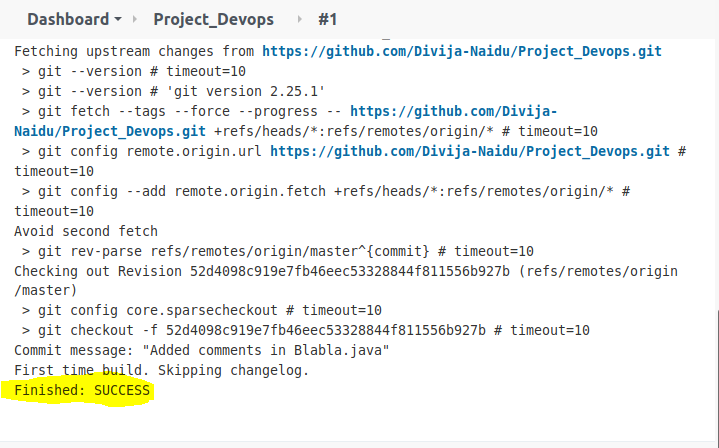 Dashboard Project_Devops #1
Fetching upstream changes from https://github.com/Divija-Naidu/Project_Devops.git
> git --version # timeout=10
> git --version # 'git version 2.25.1'
> git fetch --tags --force --progress -- https://github.com/Divija-
Naidu/Project_Devops.git +refs/heads/*:refs/remotes/origin/* # timeout=10
> git config remote.origin.url https://github.com/Divija-Naidu/Project_Devops.git #
timeout=10
> git config --add remote.origin.fetch +refs/heads/*:refs/remotes/origin/* #
timeout=10
Avoid second fetch
> git rev-parse refs/remotes/origin/master^{commit} # timeout=10
Checking out Revision 52d4098c919e7fb46eec53328844f811556b927b (refs/remotes/origin
/master)
> git config core.sparsecheckout # timeout=10
> git checkout -f 52d4098c919e7fb46eec53328844f811556b927b # timeout=10
Commit message: "Added comments in Blabla.java"
First time build. Skipping changelog.
Finished: SUCCESS